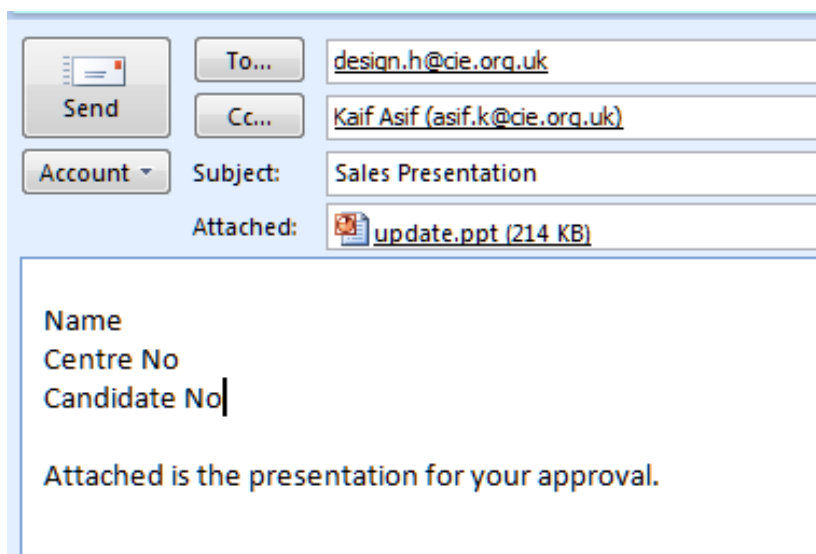 Send
To...
design.h@cie.org.uk
Cc...
Kaif Asif (asif.k@cie.org.uk)
Account
Subject:
Sales Presentation
Attached:
update.ppt (214 KB)
Name
Centre No
Candidate No
Attached is the presentation for your approval.